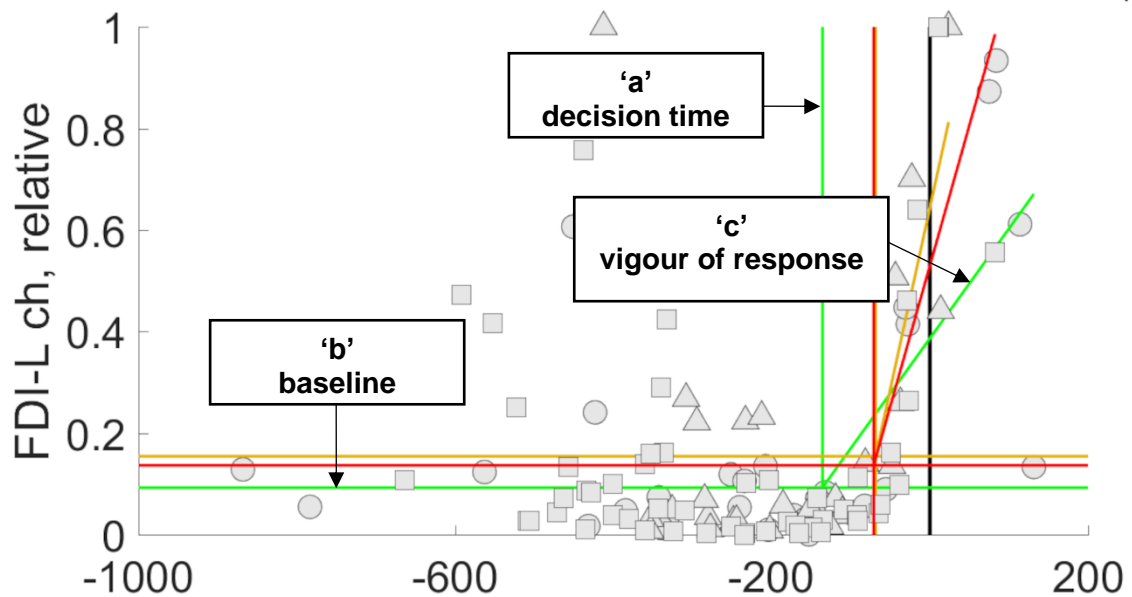 FDI-L ch, relative
1
0.8
0.6
0.4
0.2
0
‘a’
decision time
‘c’
vigour of response
‘b’
baseline
-1000 -600 -200 200